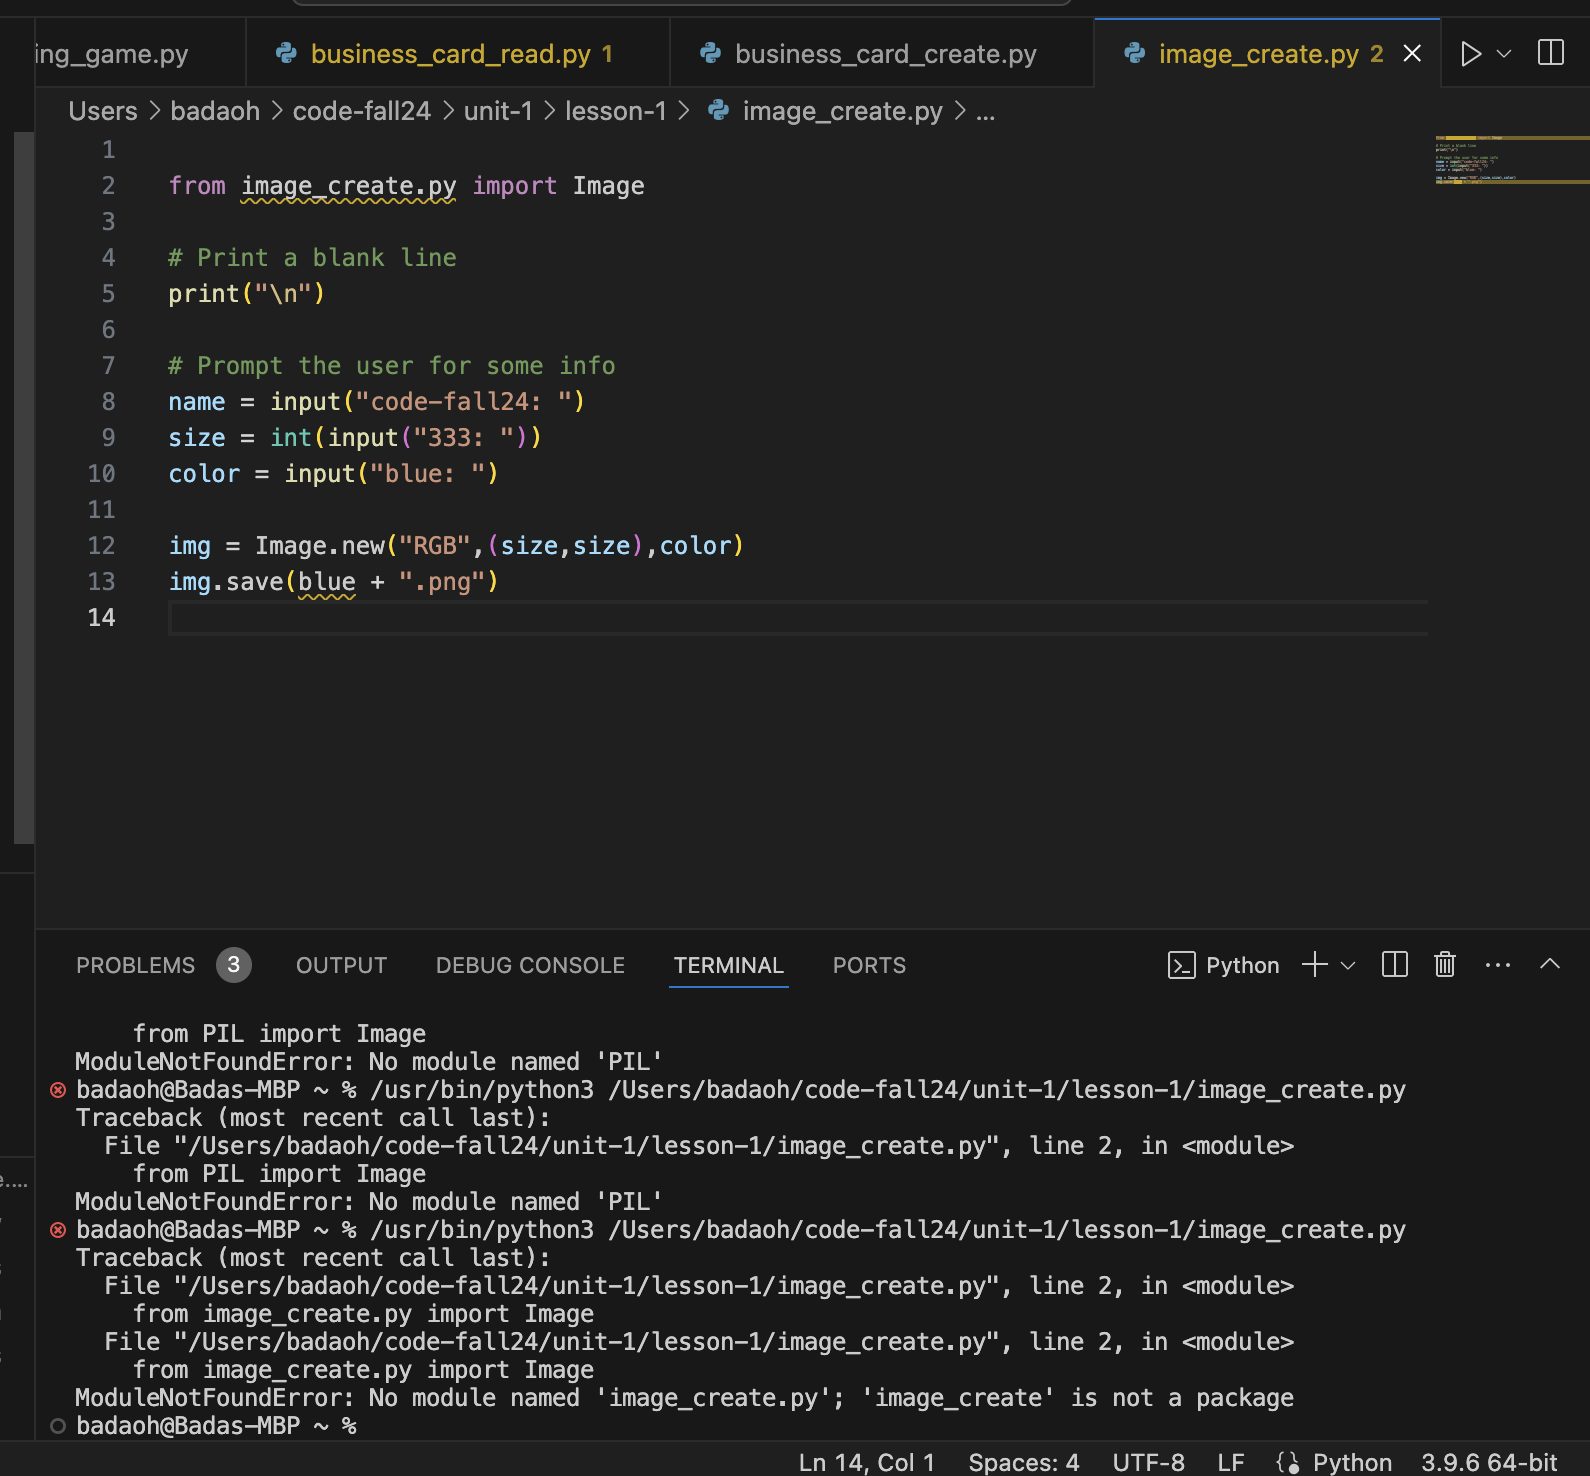 ing_game.py business_card_read.py 1 business_card_create.py image_create.py 2
Users > badaoh > code-fall24 > unit-1 > lesson-1 > image_create.py > ...
1
2 from image_create.py import Image
3
4 # Print a blank line
5 print("\n")
6
7 # Prompt the user for some info
8 name = input("code-fall24: ")
9 size = int(input("333: "))
10 color = input("blue: ")
11
12 img = Image.new("RGB",(size,size),color)
13 img.save(blue + ".png")
14
PROBLEMS 3 OUTPUT DEBUG CONSOLE TERMINAL PORTS Python
from PIL import Image
ModuleNotFoundError: No module named 'PIL'
badaoh@Badas-MBP ~ % /usr/bin/python3 /Users/badaoh/code-fall24/unit-1/lesson-1/image_create.py
Traceback (most recent call last):
File "/Users/badaoh/code-fall24/unit-1/lesson-1/image_create.py", line 2, in <module>
from PIL import Image
ModuleNotFoundError: No module named 'PIL'
badaoh@Badas-MBP ~ % /usr/bin/python3 /Users/badaoh/code-fall24/unit-1/lesson-1/image_create.py
Traceback (most recent call last):
File "/Users/badaoh/code-fall24/unit-1/lesson-1/image_create.py", line 2, in <module>
from image_create.py import Image
File "/Users/badaoh/code-fall24/unit-1/lesson-1/image_create.py", line 2, in <module>
from image_create.py import Image
ModuleNotFoundError: No module named 'image_create.py'; 'image_create' is not a package
badaoh@Badas-MBP ~ %
Ln 14, Col 1 Spaces: 4 UTF-8 LF Python 3.9.6 64-bit